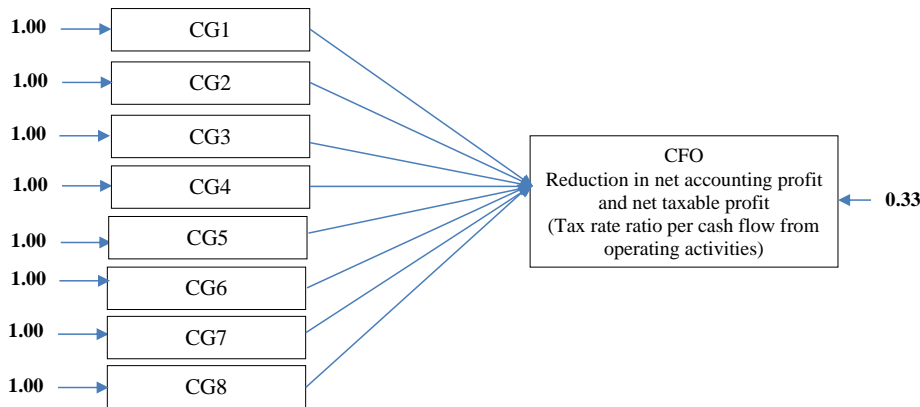 1.00 CG1
1.00 CG2
1.00 CG3
1.00 CG4
1.00 CG5
1.00 CG6
1.00 CG7
1.00 CG8
CFO
Reduction in net accounting profit
and net taxable profit
(Tax rate ratio per cash flow from
operating activities)
0.33